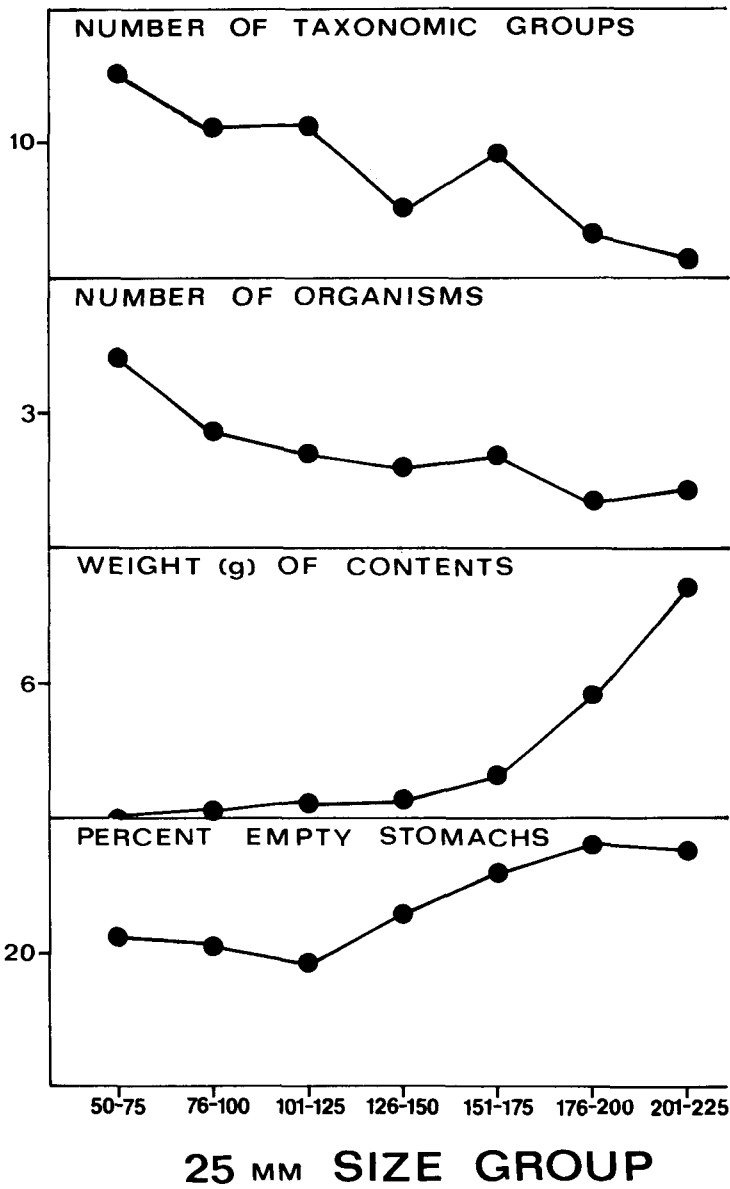 NUMBER OF TAXONOMIC GROUPS
10
NUMBER OF ORGANISMS
3
WEIGHT (g) OF CONTENTS
6
PERCENT EMPTY STOMACHS
20
50-75 76-100 101-125 126-150 151-175 176-200 201-225
25 MM SIZE GROUP